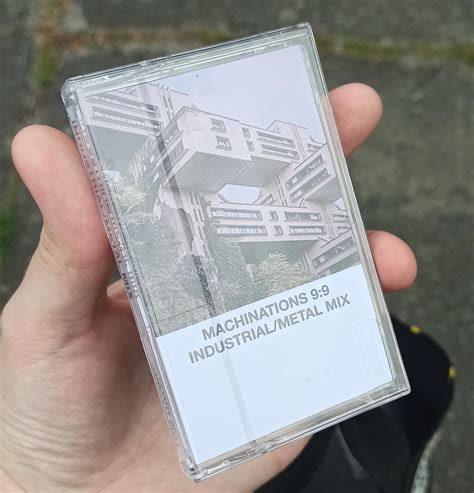 MACHINATIONS 9:9
INDUSTRIAL/METAL MIX